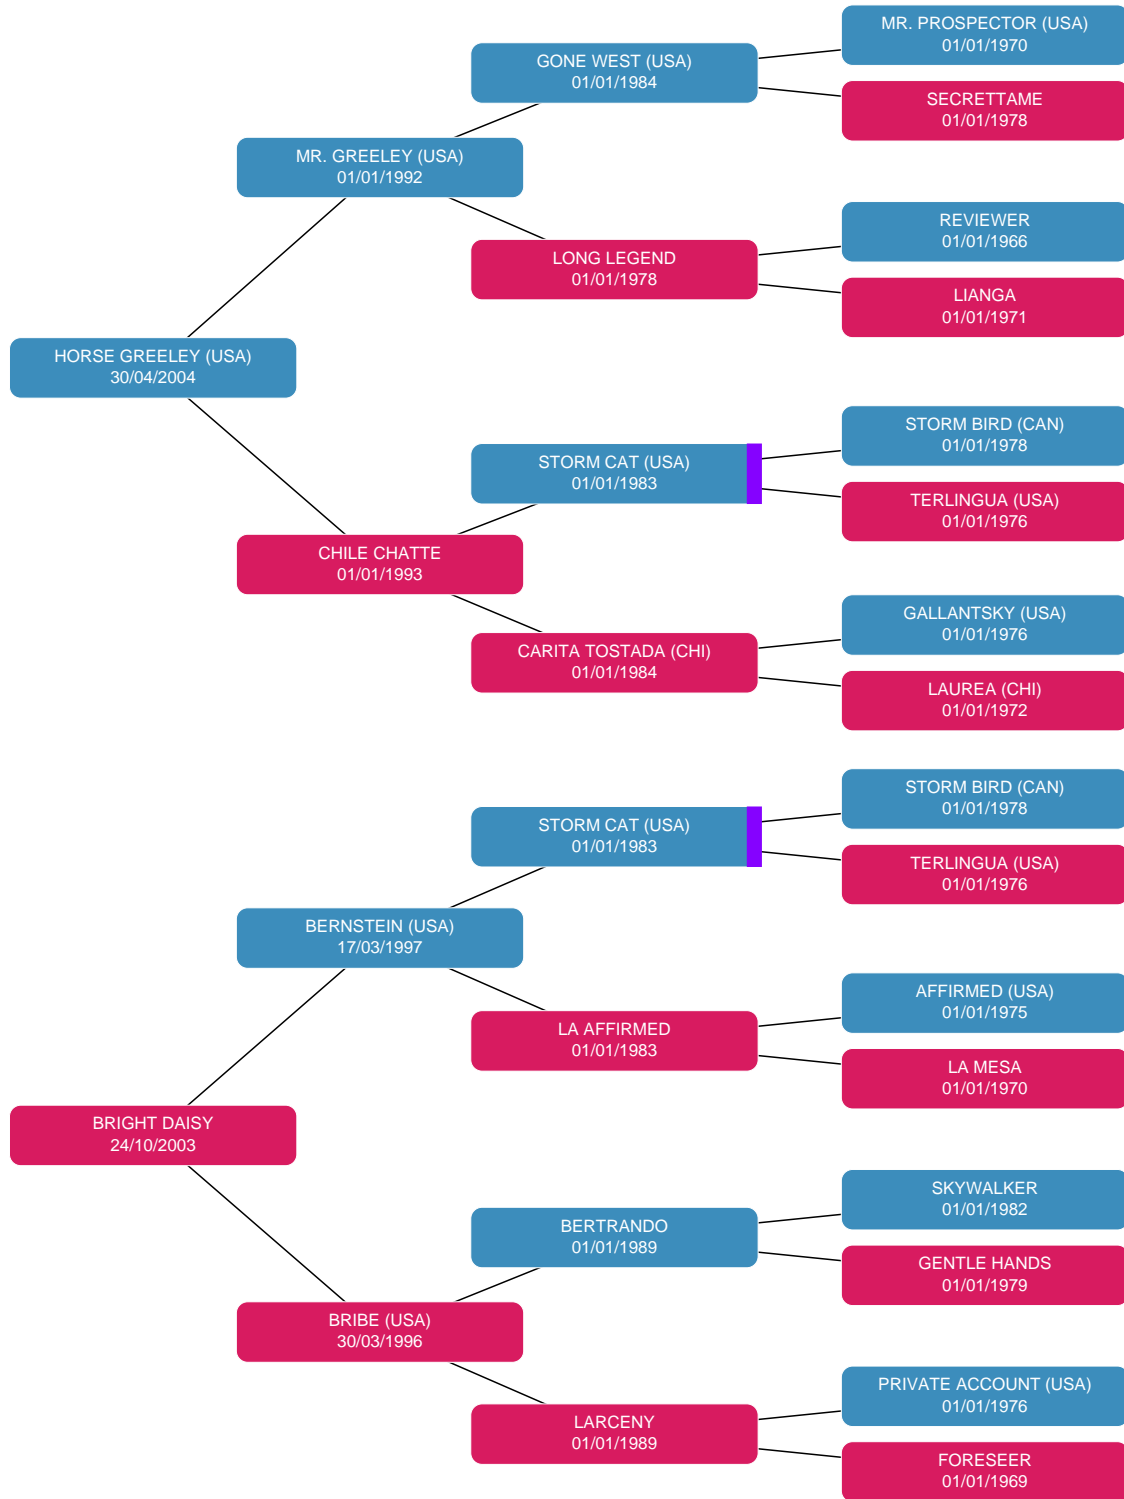 MR. PROSPECTOR (USA)
01/01/1970
GONE WEST (USA)
01/01/1984
SECRETTAME
01/01/1978
MR. GREELEY (USA)
01/01/1992
REVIEWER
01/01/1966
LONG LEGEND
01/01/1978
LIANGA
01/01/1971
HORSE GREELEY (USA)
30/04/2004
STORM BIRD (CAN)
01/01/1978
STORM CAT (USA)
01/01/1983
TERLINGUA (USA)
01/01/1976
CHILE CHATTE
01/01/1993
GALLANTSKY (USA)
01/01/1976
CARITA TOSTADA (CHI)
01/01/1984
LAUREA (CHI)
01/01/1972
STORM BIRD (CAN)
01/01/1978
STORM CAT (USA)
01/01/1983
TERLINGUA (USA)
01/01/1976
BERNSTEIN (USA)
17/03/1997
AFFIRMED (USA)
01/01/1975
LA AFFIRMED
01/01/1983
LA MESA
01/01/1970
BRIGHT DAISY
24/10/2003
SKYWALKER
01/01/1982
BERTRANDO
01/01/1989
GENTLE HANDS
01/01/1979
BRIBE (USA)
30/03/1996
PRIVATE ACCOUNT (USA)
01/01/1976
LARCENY
01/01/1989
FORESEER
01/01/1969